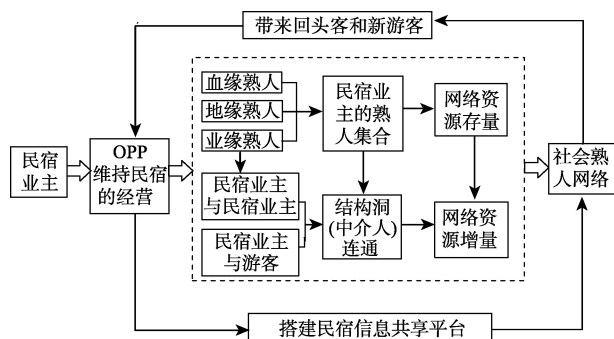 带来回头客和新游客
血缘熟人
地缘熟人
业缘熟人
民宿业
主的熟
人集合
网络资
源存量
民宿
业主
OPP
维持民宿
的经营
社会熟
人网络
民宿业主
与民宿业主
民宿业主
与游客
结构洞
(中介人)
连通
网络资
源增量
搭建民宿信息共享平台